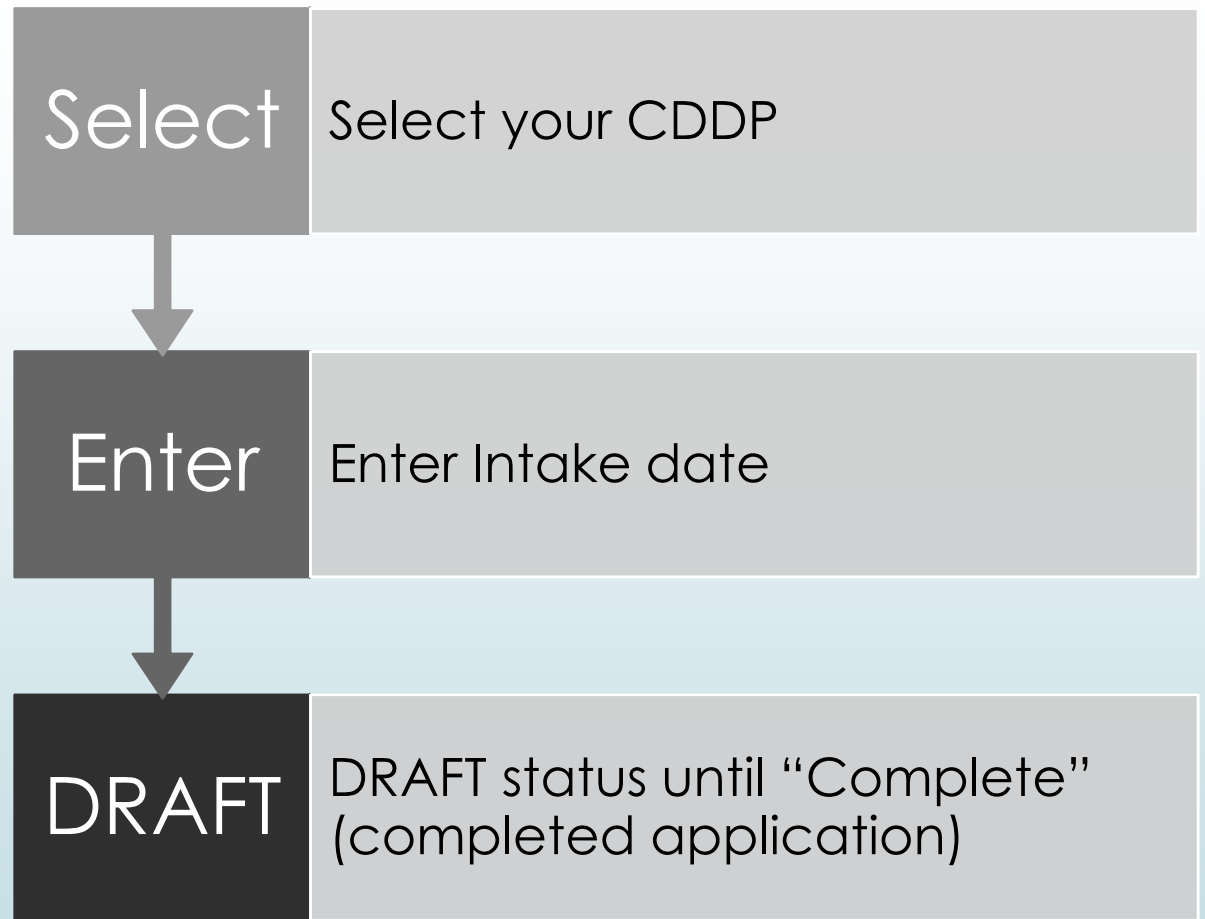 Select
Select your CDDP
Enter
Enter Intake date
DRAFT
DRAFT status until “Complete”
(completed application)